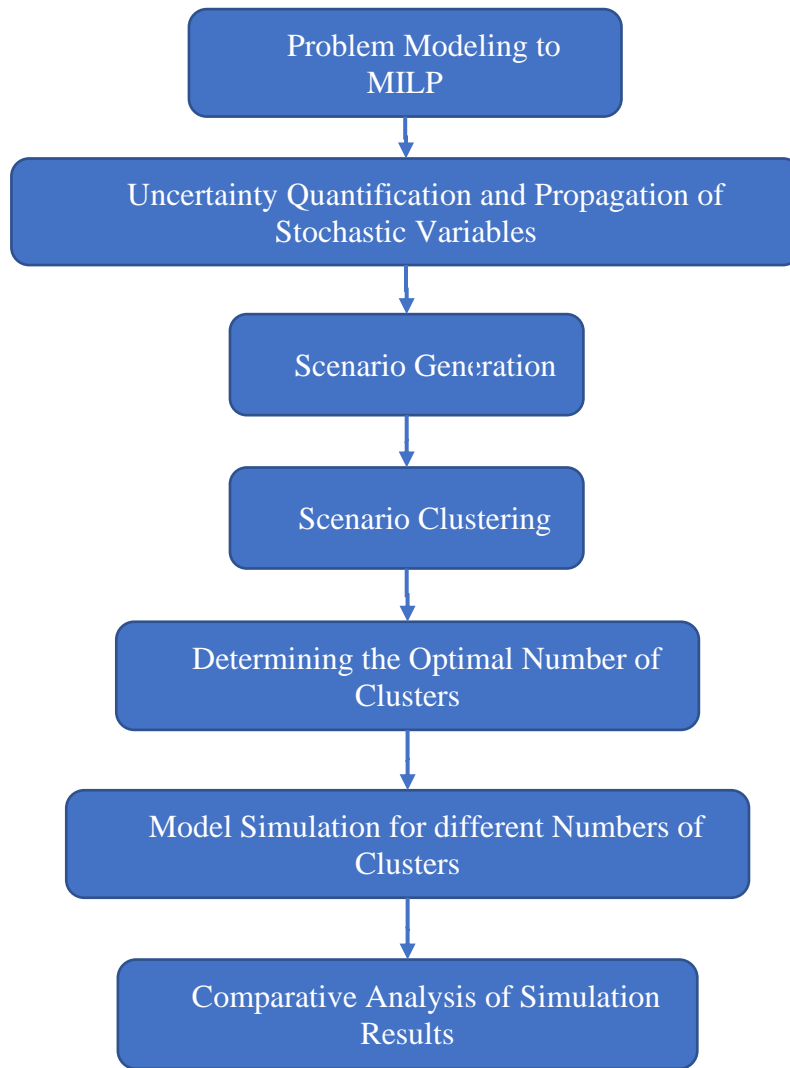 Problem Modeling to
MILP
Uncertainty Quantification and Propagation of
Stochastic Variables
Scenario Generation
Scenario Clustering
Determining the Optimal Number of
Clusters
Model Simulation for different Numbers of
Clusters
Comparative Analysis of Simulation
Results